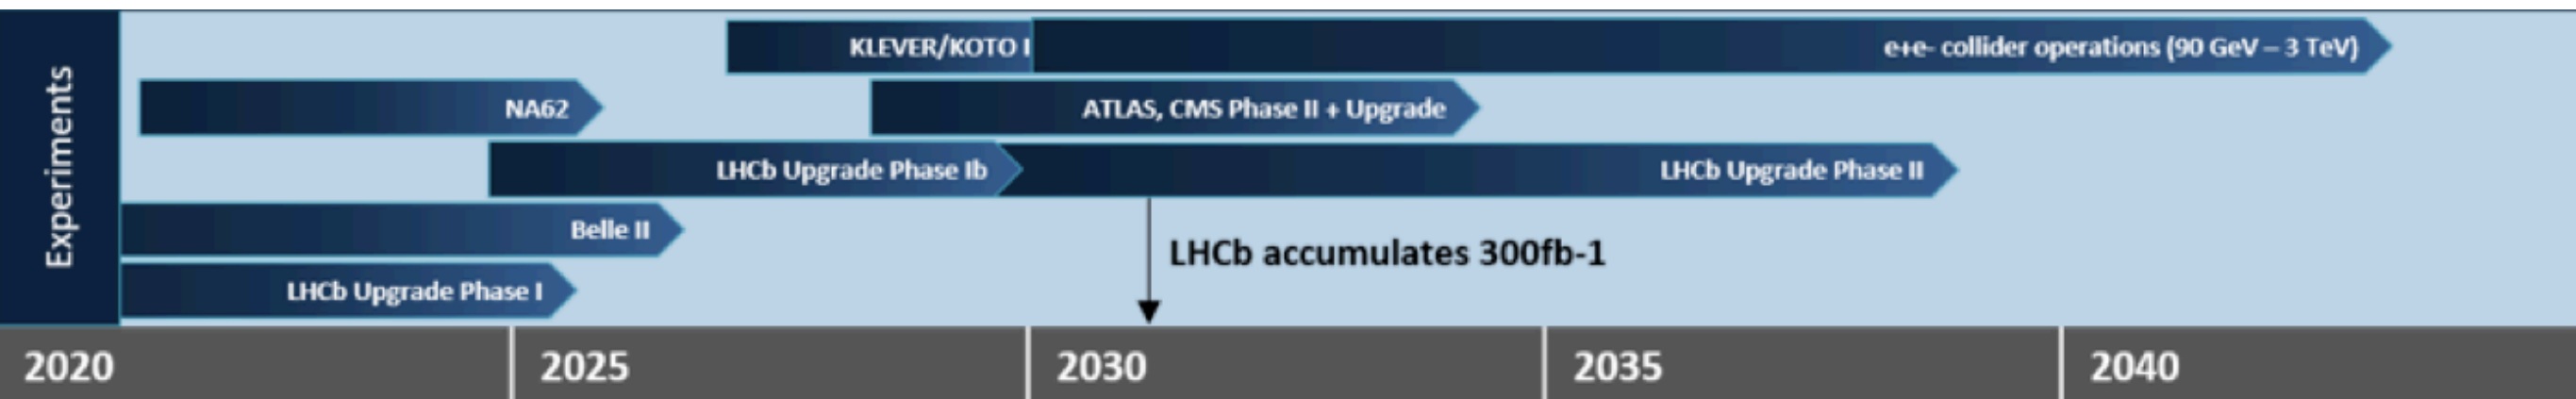 Experiments
KLEVER/KOTO I
e+e- collider operations (90 GeV – 3 TeV)
NA62
ATLAS, CMS Phase II + Upgrade
LHCb Upgrade Phase Ib
LHCb Upgrade Phase II
Belle II
LHCb accumulates 300fb-1
LHCb Upgrade Phase I
2020
2025
2030
2035
2040